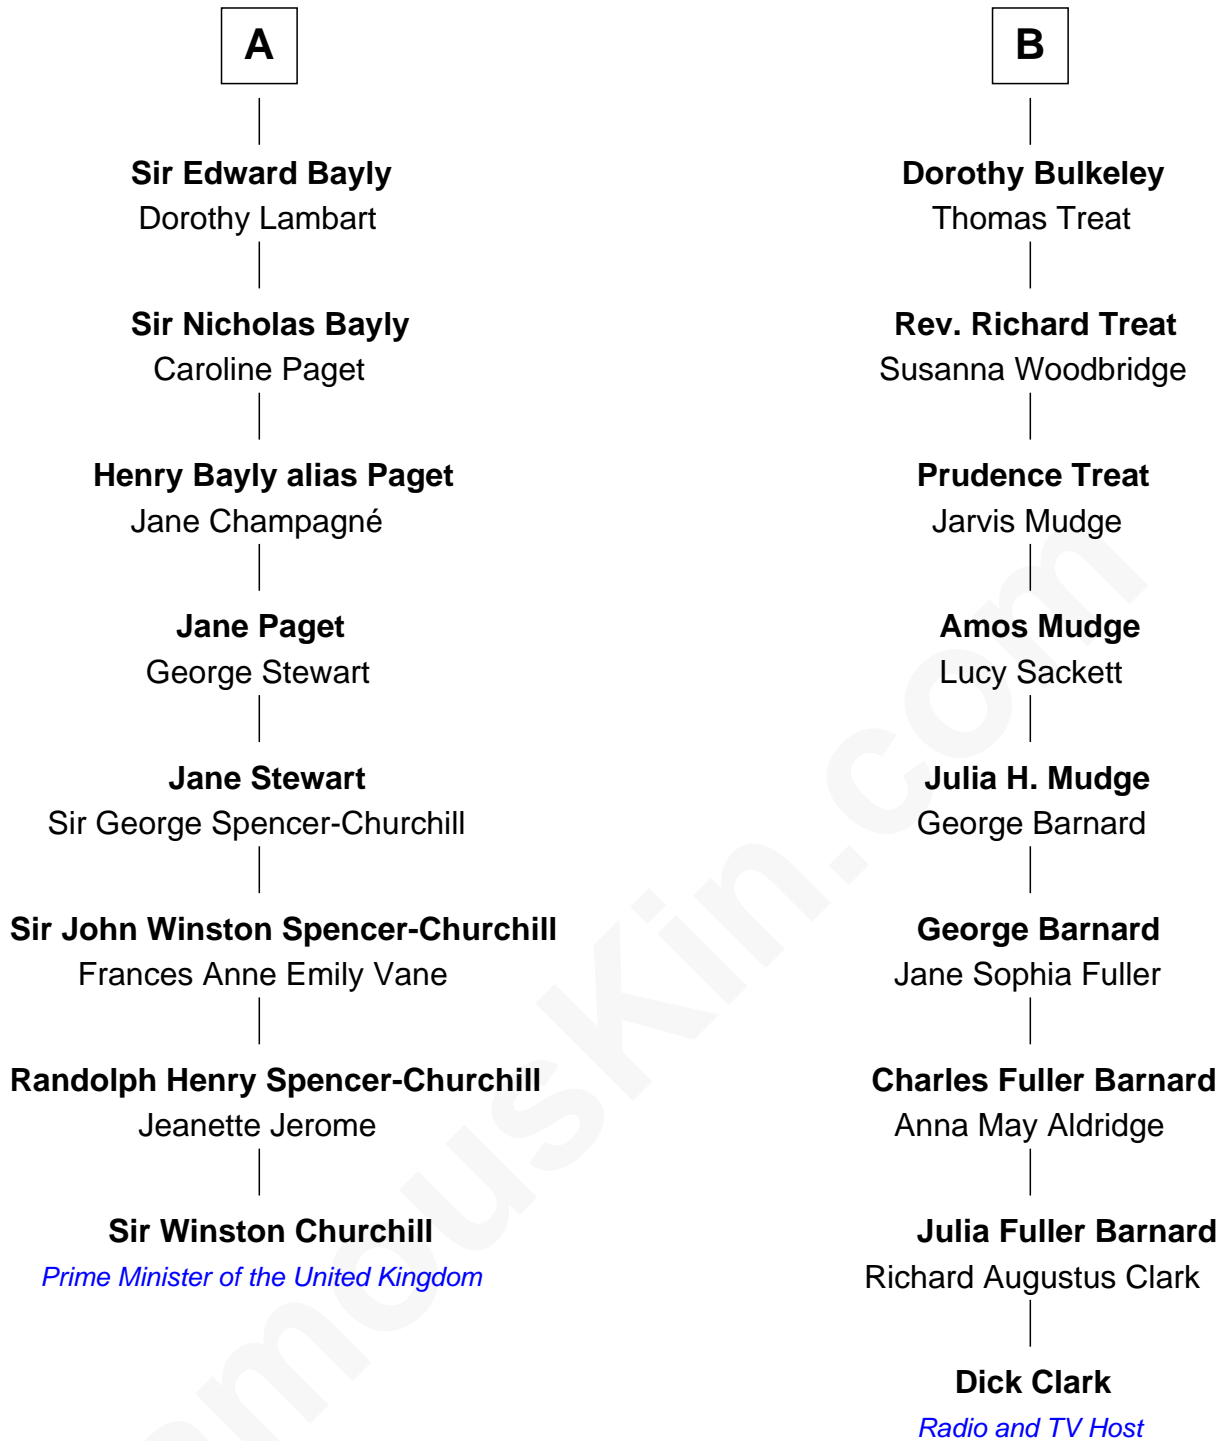 A
Sir Edward Bayly
Dorothy Lambart
Sir Nicholas Bayly
Caroline Paget
Henry Bayly alias Paget
Jane Champagné
Jane Paget
George Stewart
Jane Stewart
Sir George Spencer-Churchill
Sir John Winston Spencer-Churchill
Frances Anne Emily Vane
Randolph Henry Spencer-Churchill
Jeanette Jerome
Sir Winston Churchill
Prime Minister of the United Kingdom
B
Dorothy Bulkeley
Thomas Treat
Rev. Richard Treat
Susanna Woodbridge
Prudence Treat
Jarvis Mudge
Amos Mudge
Lucy Sackett
Julia H. Mudge
George Barnard
George Barnard
Jane Sophia Fuller
Charles Fuller Barnard
Anna May Aldridge
Julia Fuller Barnard
Richard Augustus Clark
Dick Clark
Radio and TV Host
amousKin.com